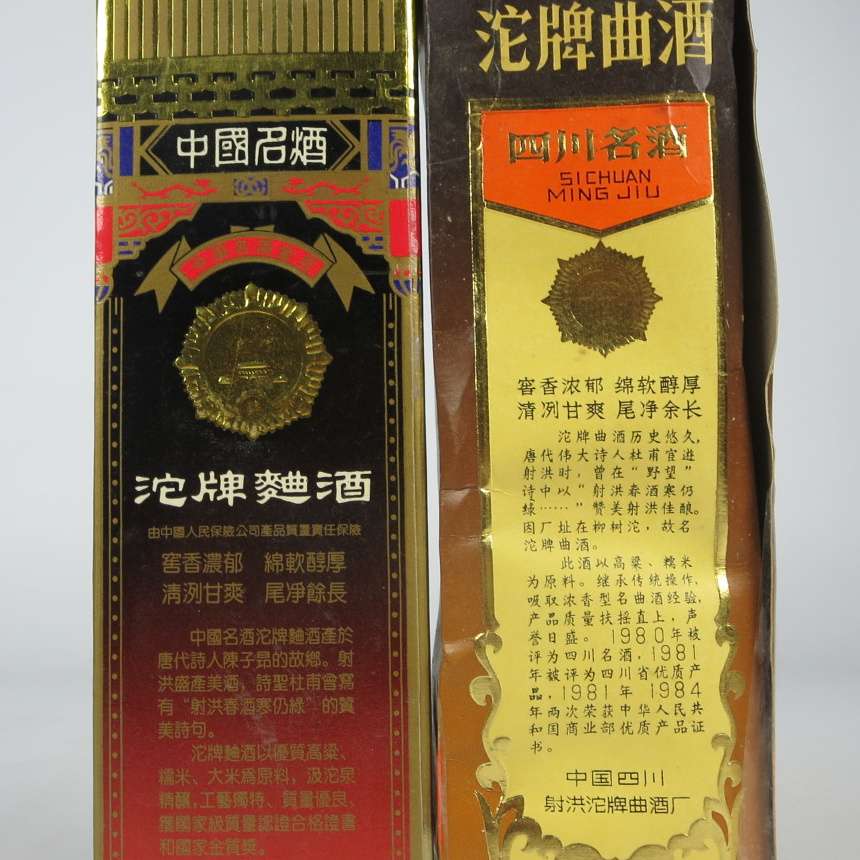 中國名酒
沱牌麯酒
由中國人民保險公司產品質量責任保險
窖香濃郁 綿軟醇厚
清洌甘爽 尾凈餘長
中國名酒沱牌麯酒產於
唐代詩人陳子昂的故鄉。射
洪盛產美酒，詩聖杜甫曾寫
有“射洪春酒寒仍綠”的贊
美詩句。
沱牌麯酒以優質高粱、
糯米、大米爲原料，汲沱泉
精釀，工藝獨特、質量優良，
獲國家級質量認證合格證書
和國家金質獎。
沱牌曲酒
四川名酒
SICHUAN
MING JIU
窖香浓郁 绵软醇厚
清冽甘爽 尾净余长
沱牌曲酒历史悠久，
唐代伟大诗人杜甫宦游
射洪时，曾在“野望”
诗中以“射洪春酒寒仍
绿……”赞美射洪佳酿。
因厂址在柳树沱，故名
沱牌曲酒。
此酒以高粱、糯米
为原料。继承传统操作，
吸取浓香型名曲酒经验，
产品质量扶摇直上，声
誉日盛。1980年被
评为四川名酒，1981
年被评为四川省优质产
品，1981年 1984
年两次荣获中华人民共
和国商业部优质产品证
书。
中国四川
射洪沱牌曲酒厂